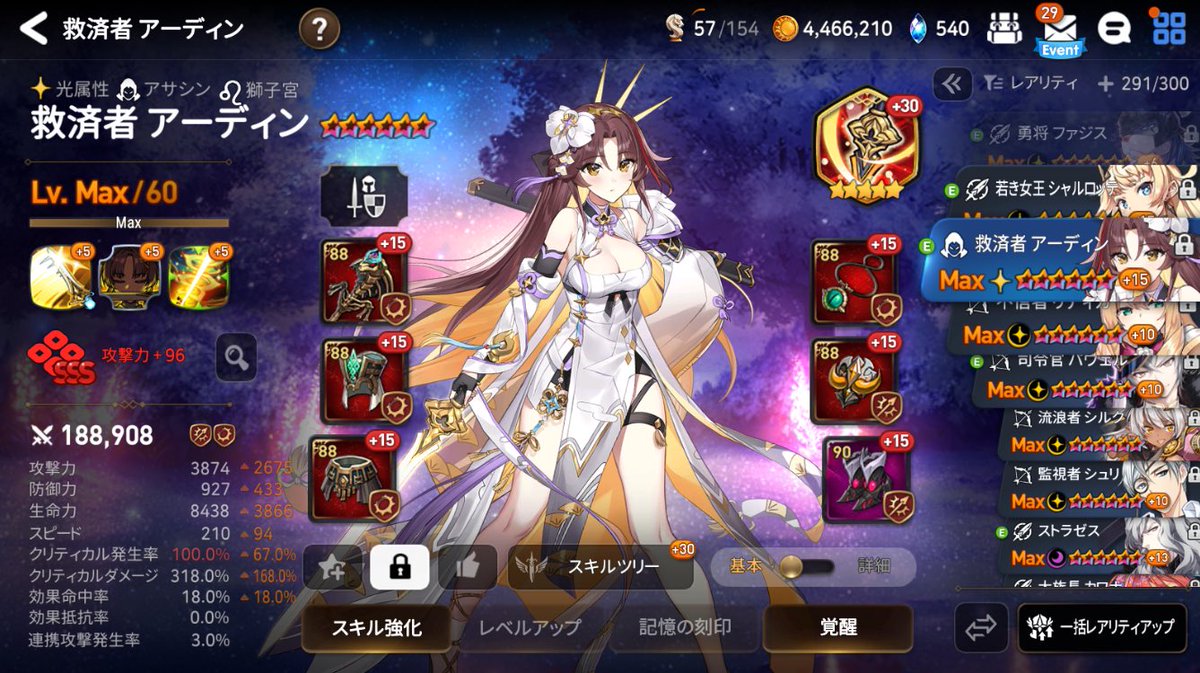 救済者 アーディン
?
57/154
4,466,210
540
29
Event
光属性 アサシン 獅子宮
救済者 アーディン
Lv. Max/60
Max
+5
+5
+5
SSS 攻撃力 + 96
188,908
攻撃力 3874 2675
防御力 927 433
生命力 8438 3866
スピード 210 94
クリティカル発生率 100.0% 67.0%
クリティカルダメージ 318.0% 168.0%
効果命中率 18.0% 18.0%
効果抵抗率 0.0%
連携攻撃発生率 3.0%
88 +15
88 +15
88 +15
+30
88 +15
88 +15
90 +15
スキルツリー +30
基本 詳細
スキル強化
レベルアップ
記憶の刻印
覚醒
レアリティ 291/300
勇将 ファジス
Max
若き女王 シャルロッテ
救済者 アーディン
Max +15
Max +10
司令官 パヴェル
Max +10
流浪者 シルク
Max
監視者 シュリ
Max +10
ストラゼス
Max +13
一括レアリティアップ